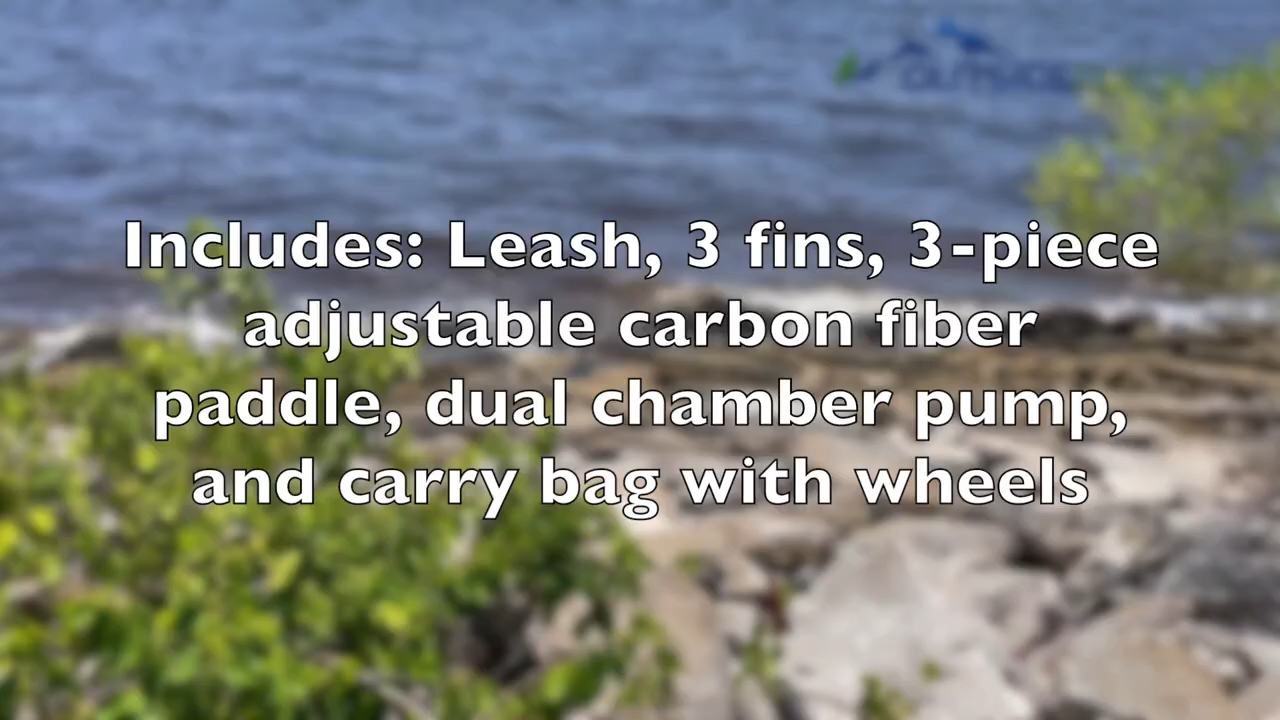 Includes: Leash, 3 fins, 3-piece
adjustable carbon fiber
paddle, dual chamber pump,
and carry bag with wheels